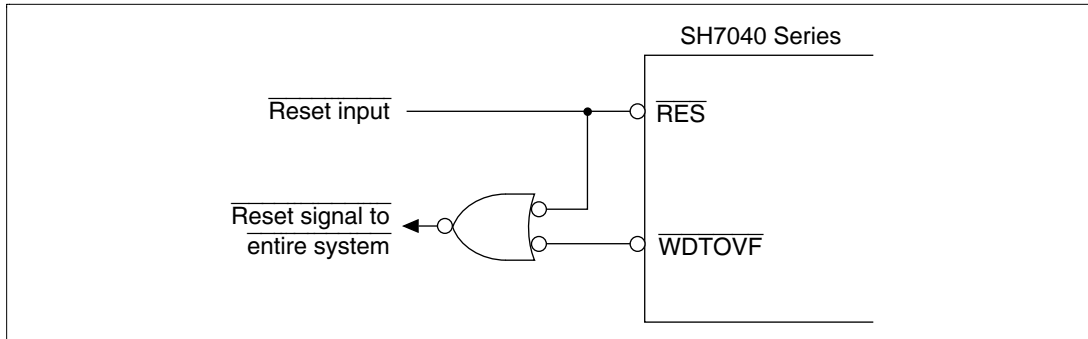 SH7040 Series
Reset input
RES
Reset signal to
entire system
WDTOVF